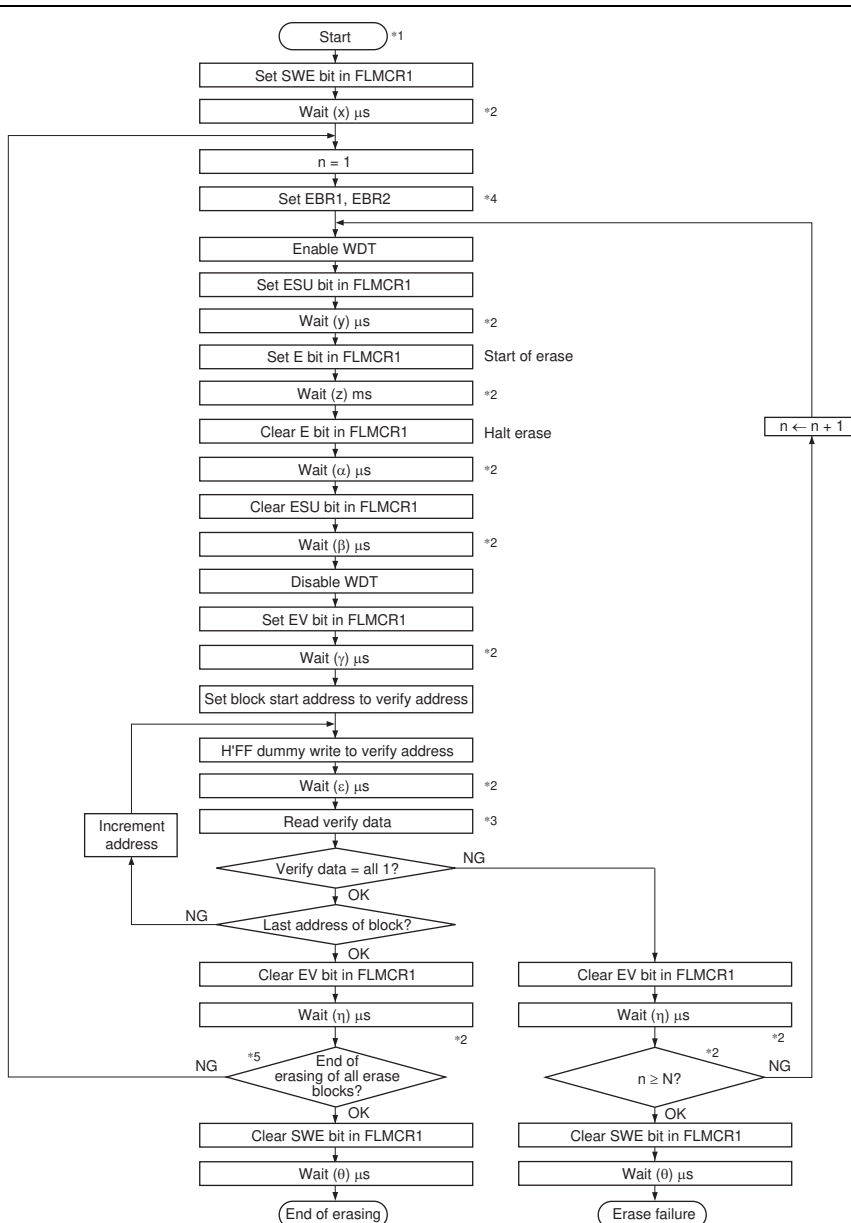 Start *1
Set SWE bit in FLMCR1
Wait (x) μs *2
n = 1
Set EBR1, EBR2 *4
Enable WDT
Set ESU bit in FLMCR1
Wait (y) μs *2
Set E bit in FLMCR1 Start of erase
Wait (z) ms *2
n ← n + 1
Clear E bit in FLMCR1 Halt erase
Wait (α) μs *2
Clear ESU bit in FLMCR1
Wait (β) μs *2
Disable WDT
Set EV bit in FLMCR1
Wait (γ) μs *2
Set block start address to verify address
H'FF dummy write to verify address
Wait (ε) μs *2
Increment
address
Read verify data *3
Verify data = all 1? NG
OK
NG Last address of block?
OK
Clear EV bit in FLMCR1 Clear EV bit in FLMCR1
Wait (η) μs Wait (η) μs
*2 *2
NG *5 End of
erasing of all erase
blocks?
*2
n ≥ N? NG
OK OK
Clear SWE bit in FLMCR1 Clear SWE bit in FLMCR1
Wait (θ) μs Wait (θ) μs
End of erasing Erase failure